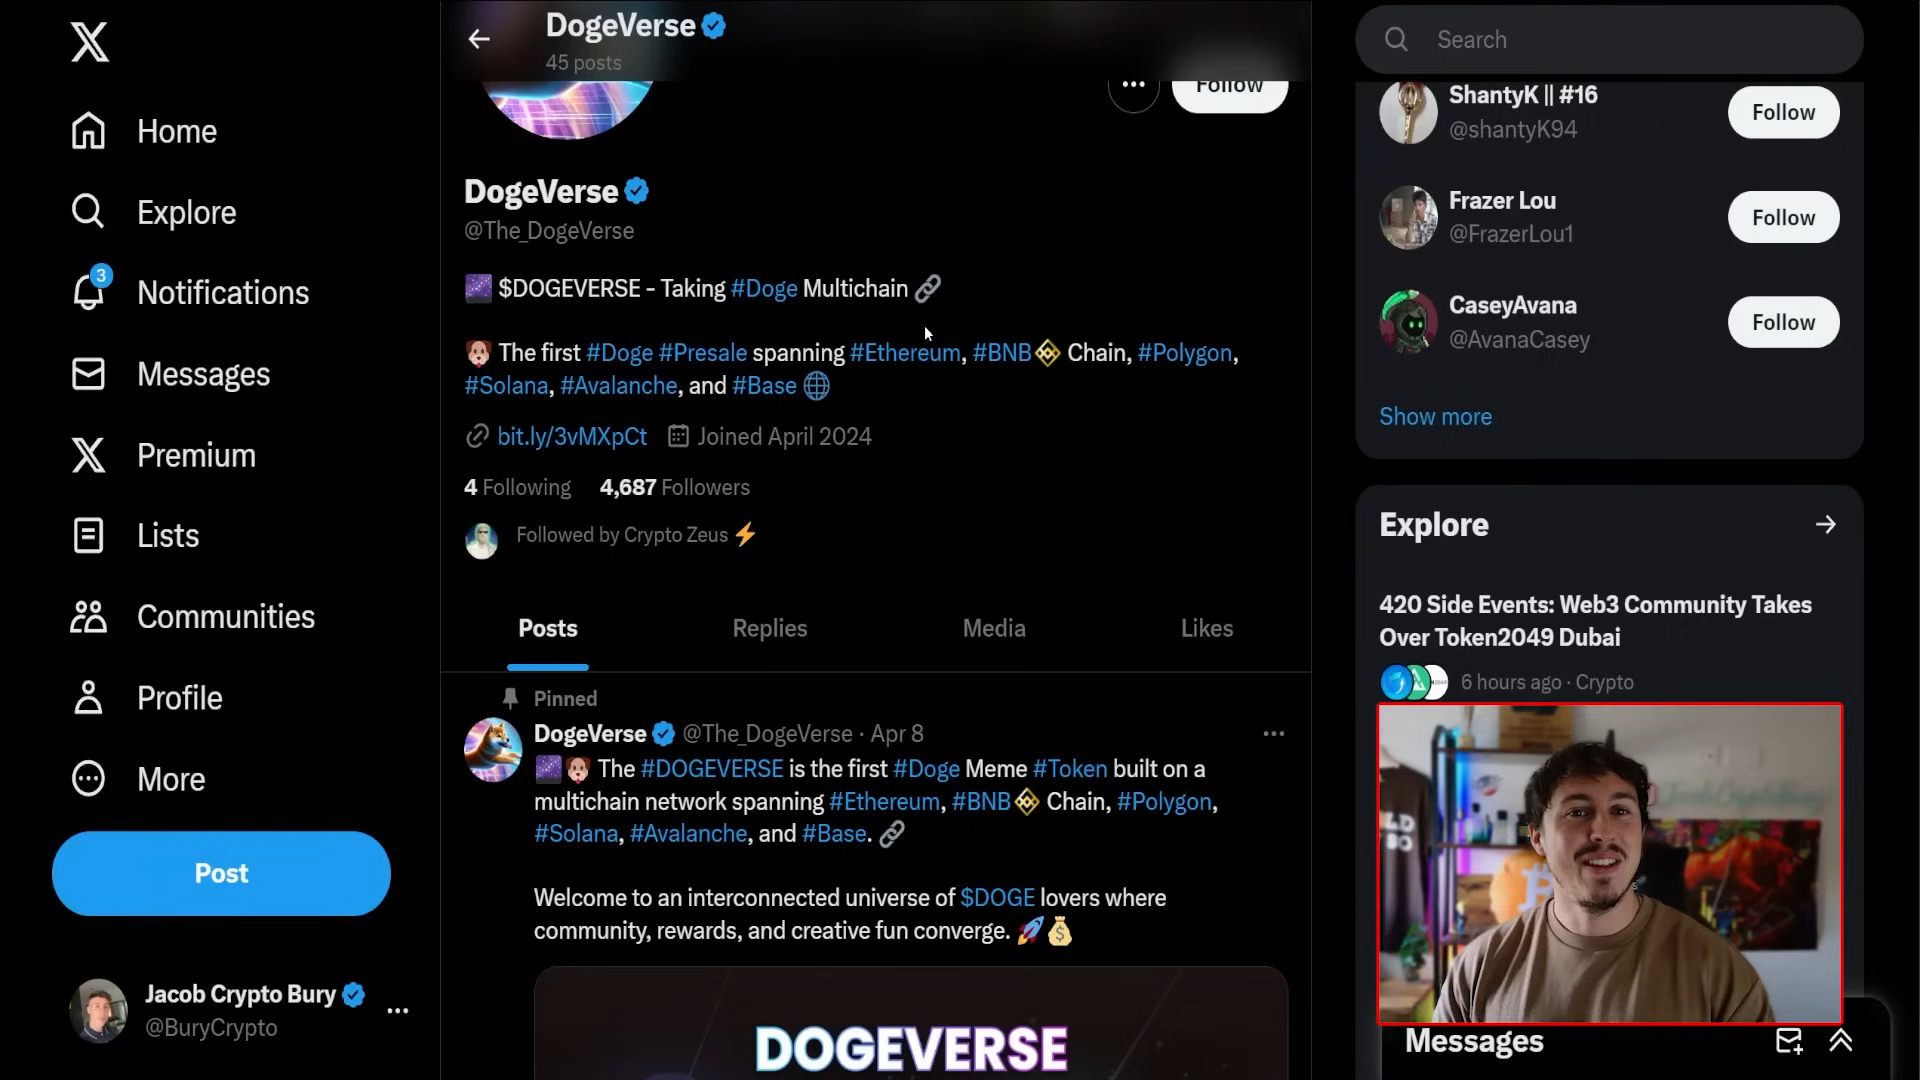 Home
Explore
3
Notifications
Messages
Premium
Lists
Communities
Profile
More
Post
Jacob Crypto Bury
@BuryCrypto
DogeVerse
45 posts
Follow
DogeVerse
@The_DogeVerse
$DOGEVERSE - Taking #Doge Multichain 🔗
🐶 The first #Doge #Presale spanning #Ethereum, #BNB Chain, #Polygon,
#Solana, #Avalanche, and #Base 🌐
bit.ly/3vMXpCt Joined April 2024
4 Following 4,687 Followers
Followed by Crypto Zeus ⚡
Posts Replies Media Likes
Pinned
DogeVerse @The_DogeVerse · Apr 8
🐶 The #DOGEVERSE is the first #Doge Meme #Token built on a
multichain network spanning #Ethereum, #BNB Chain, #Polygon,
#Solana, #Avalanche, and #Base. 🔗
Welcome to an interconnected universe of $DOGE lovers where
community, rewards, and creative fun converge. 🚀💰
DOGEVERSE
Search
ShantyK || #16
@shantyK94
Follow
Frazer Lou
@FrazerLou1
Follow
CaseyAvana
@AvanaCasey
Follow
Show more
Explore
420 Side Events: Web3 Community Takes
Over Token2049 Dubai
6 hours ago · Crypto
Messages